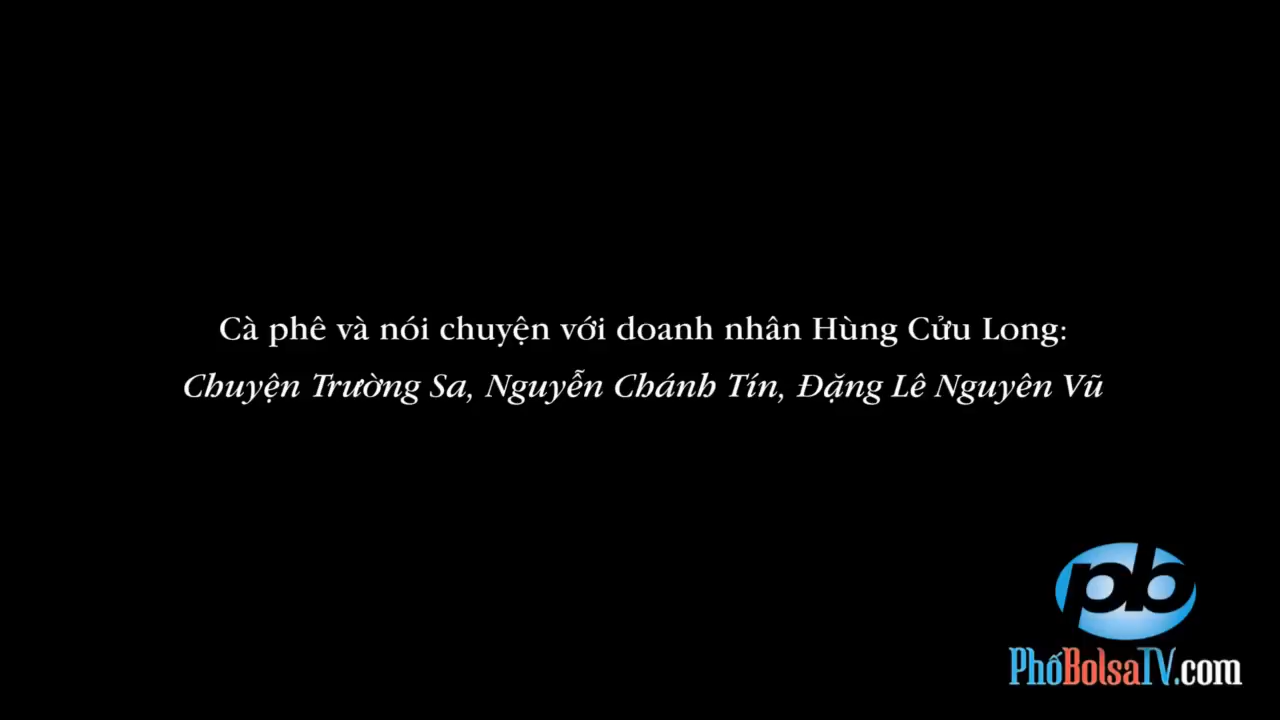 Cà phê và nói chuyện với doanh nhân Hùng Cửu Long:
Chuyện Trường Sa, Nguyễn Chánh Tín, Đặng Lê Nguyên Vũ
pb
PhốBolsaTV.com